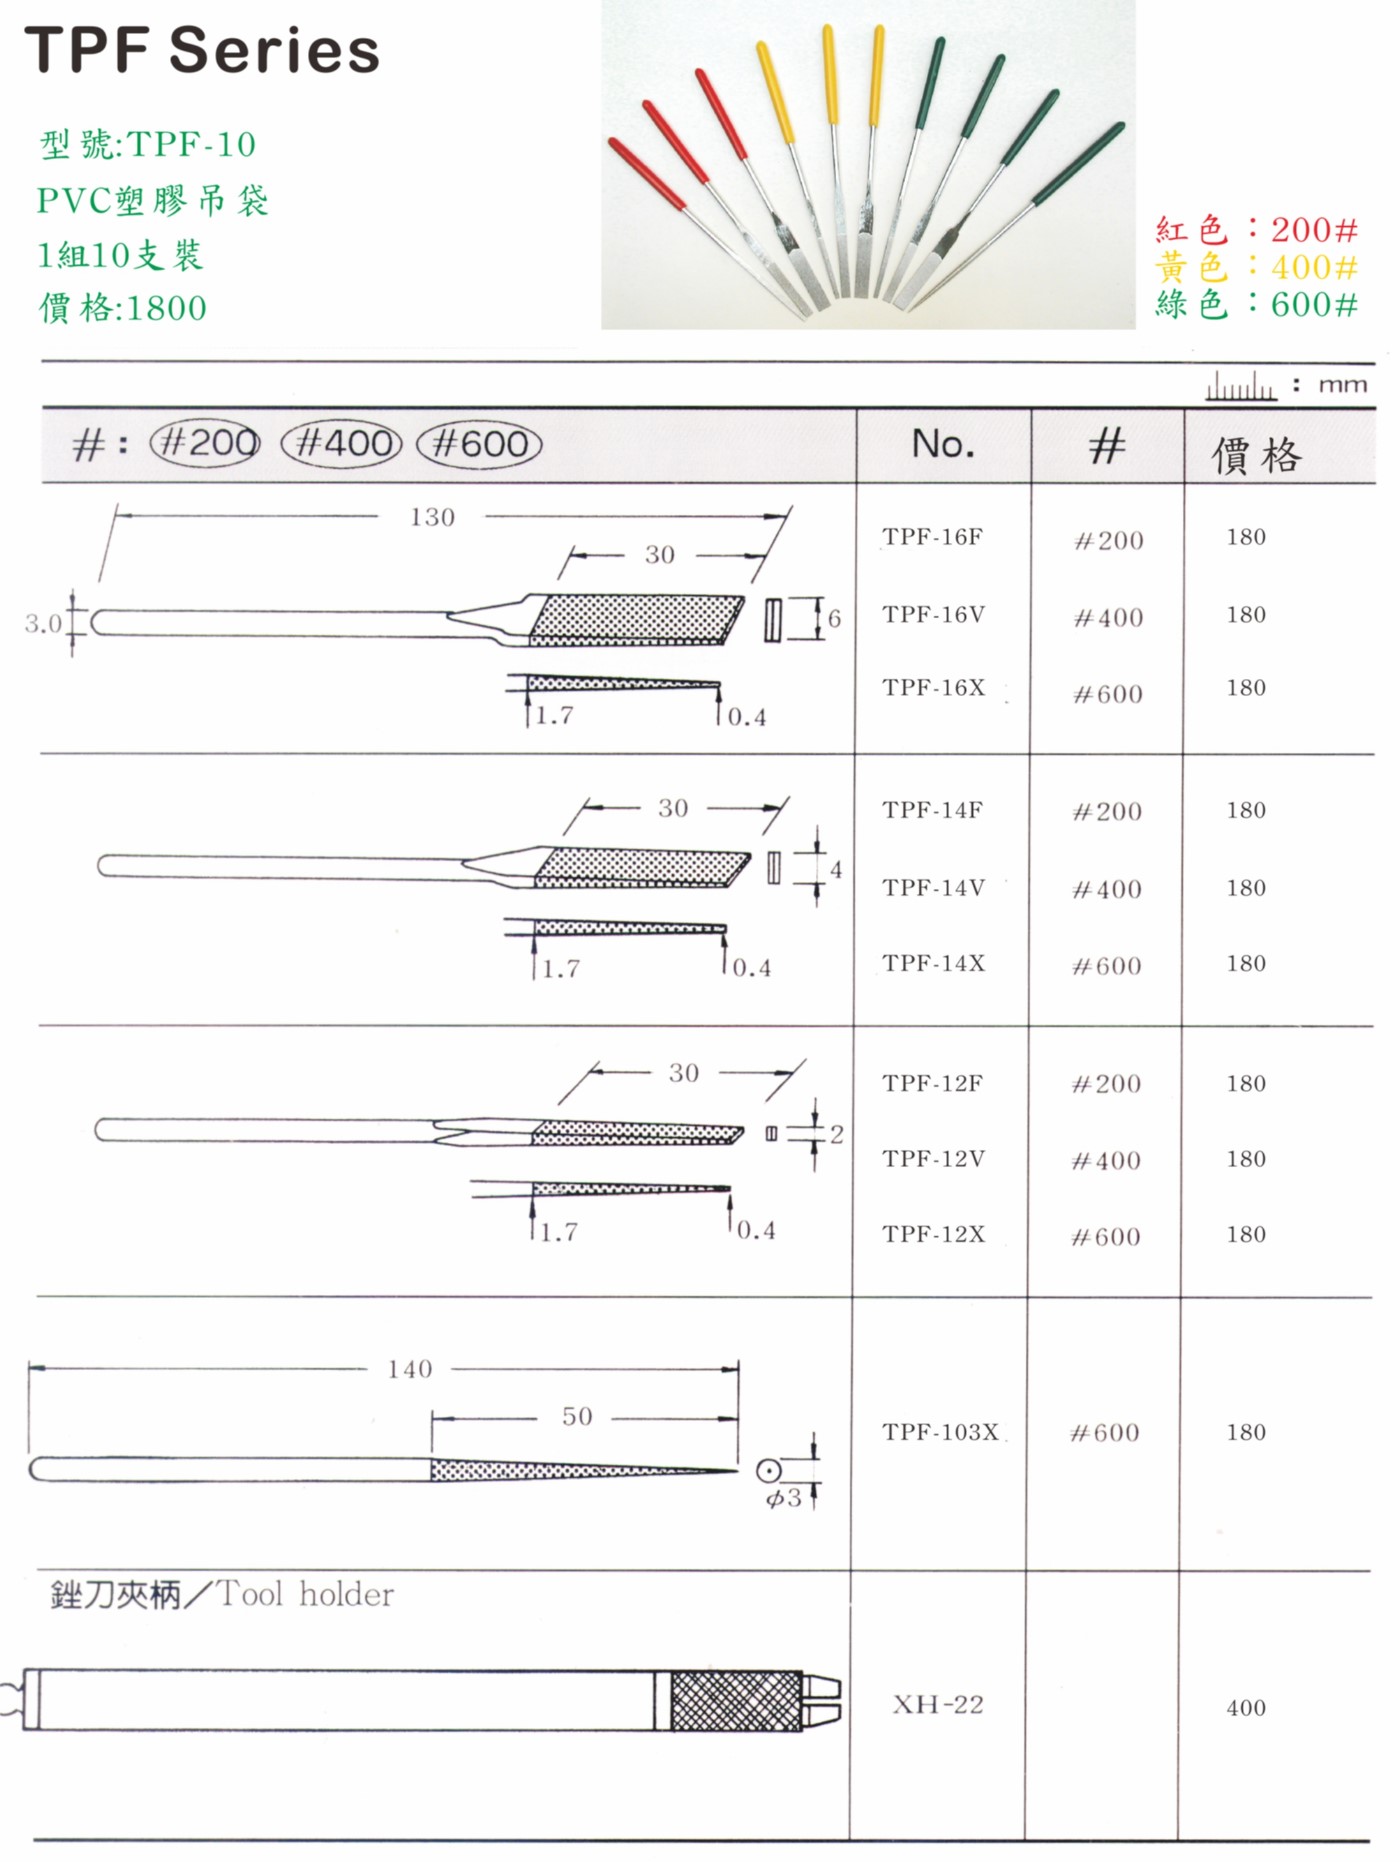 TPF Series
型號:TPF-10
PVC塑膠吊袋
1組10支裝
價格:1800
紅色：200#
黃色：400#
綠色：600#
: mm
#: #200 #400 #600 No. # 價格
130
30
3.0
6
1.7 0.4
TPF-16F #200 180
TPF-16V #400 180
TPF-16X #600 180
30
4
1.7 0.4
TPF-14F #200 180
TPF-14V #400 180
TPF-14X #600 180
30
2
1.7 0.4
TPF-12F #200 180
TPF-12V #400 180
TPF-12X #600 180
140
50
φ3
TPF-103X #600 180
銼刀夾柄／Tool holder
XH-22 400